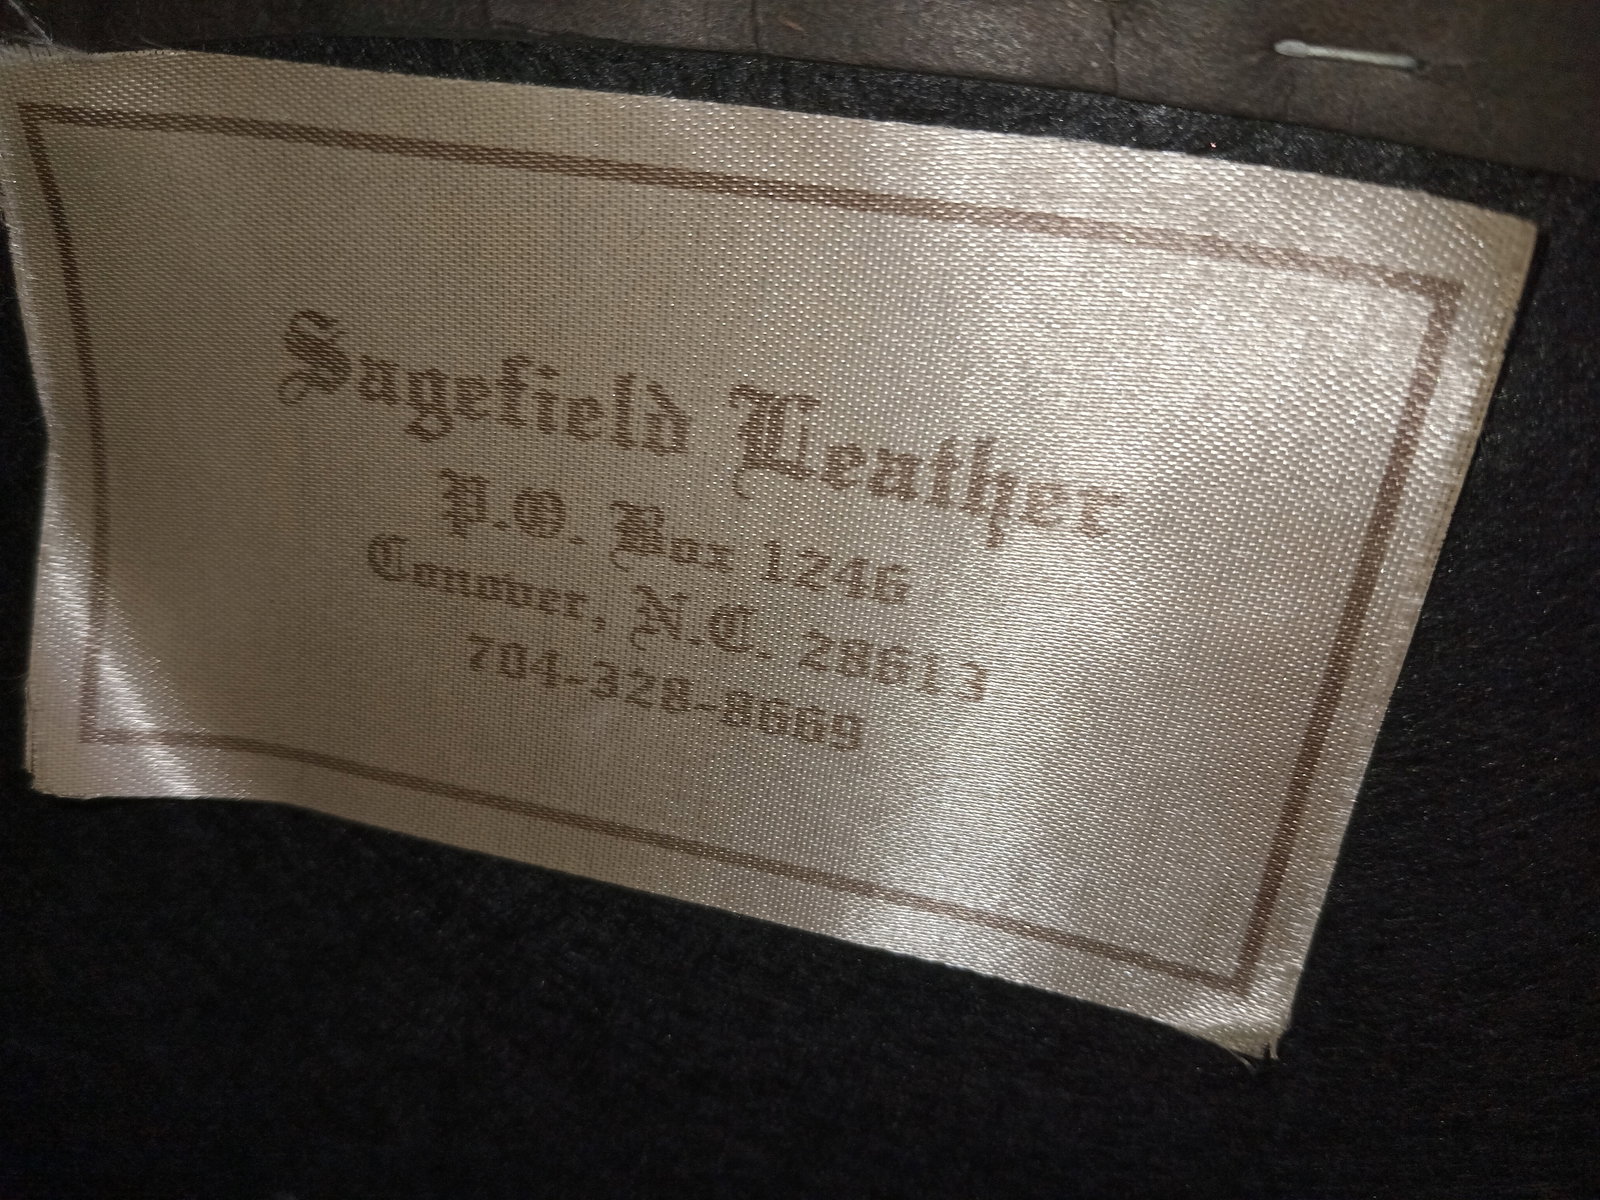 Sagefield Leather
P.O. Box 1246
Conover, N.C. 28613
704-328-8669